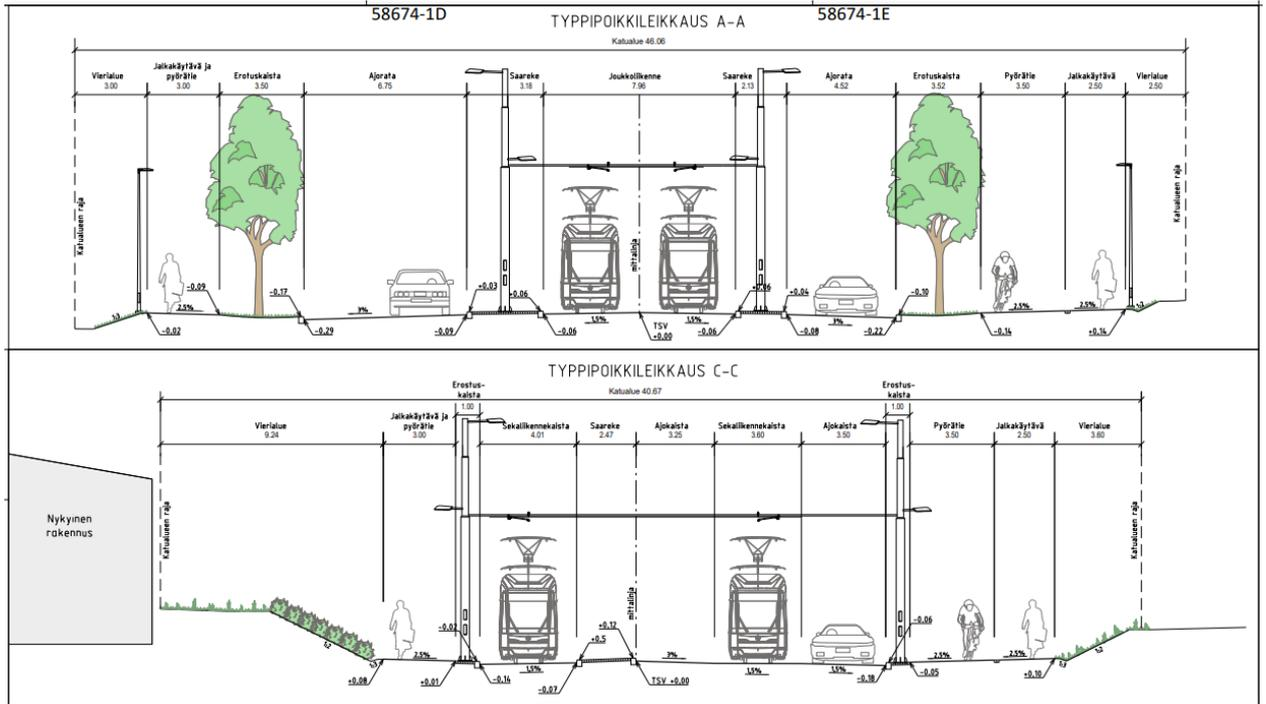 58674-1D
58674-1E
TYYPPIPOIKKILEIKKAUS A-A
Katualue 46.06
Vierialue
3.00
Jalkakäytävä ja
pyörätie
3.00
Erotuskaista
3.50
Ajorata
6.75
Saareke
3.18
Joukkoliikenne
7.96
Saareke
2.13
Ajorata
4.52
Erotuskaista
3.52
Pyörätie
3.50
Jalkakäytävä
2.50
Vierialue
2.50
Katualueen raja
mittalinja
Katualueen raja
-0.09
-0.17
+0.03
+0.06
+0.06
+0.04
-0.10
2.5%
3%
1,5%
1,5%
3%
2,5%
2,5%
-0.02
-0.29
-0.09
-0.06
TSV
+0.00
-0.06
-0.08
-0.22
-0.14
+0.14
TYYPPIPOIKKILEIKKAUS C-C
Katualue 40.67
Erostus-
kaista
1.00
Erostus-
kaista
1.00
Vierialue
9.24
Jalkakäytävä ja
pyörätie
3.00
Sekaliikennekaista
4.01
Saareke
2.47
Ajokaista
3.25
Sekaliikennekaista
3.60
Ajokaista
3.50
Pyörätie
3.50
Jalkakäytävä
2.50
Vierialue
3.60
Nykyinen
rakennus
Katualueen raja
mittalinja
Katualueen raja
-0.02
+0.12
+0.5
-0.06
1:2
2.5%
1,5%
3%
1,5%
1,5%
2,5%
2,5%
1:2
+0.08
+0.01
-0.14
-0.07
TSV +0.00
-0.18
-0.05
+0.10